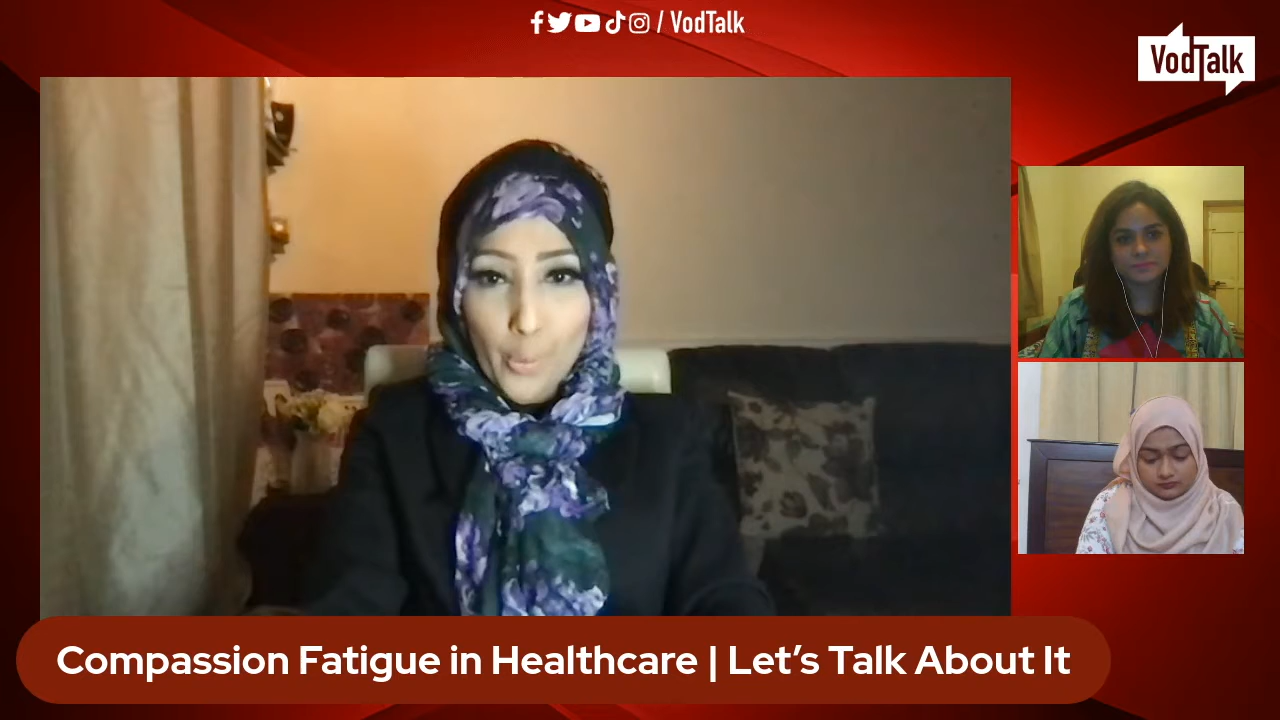 / VodTalk
VodTalk
Compassion Fatigue in Healthcare | Let’s Talk About It